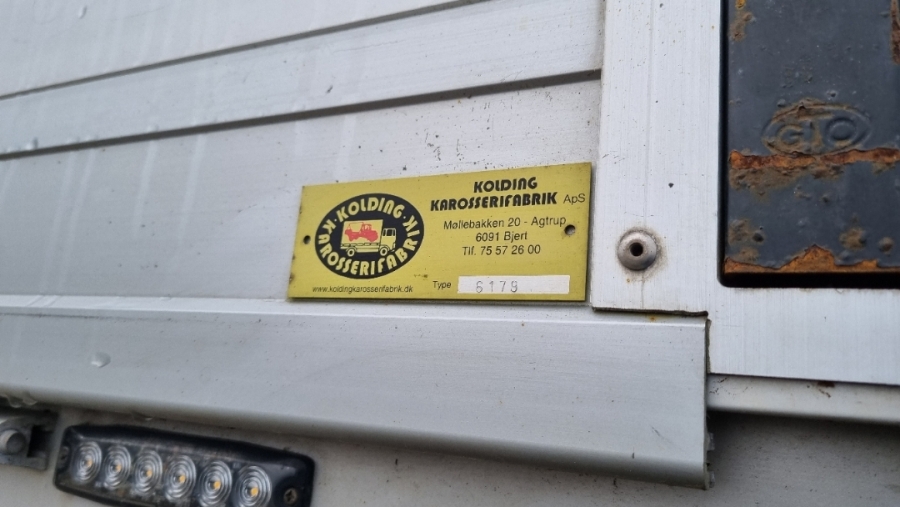 KOLDING KAROSSERIFABRIK
KOLDING
KAROSSERIFABRIK ApS
Møllebakken 20 - Agtrup
6091 Bjert
Tlf. 75 57 26 00
www.koldingkarosserifabrik.dk
Type 6179
GTO